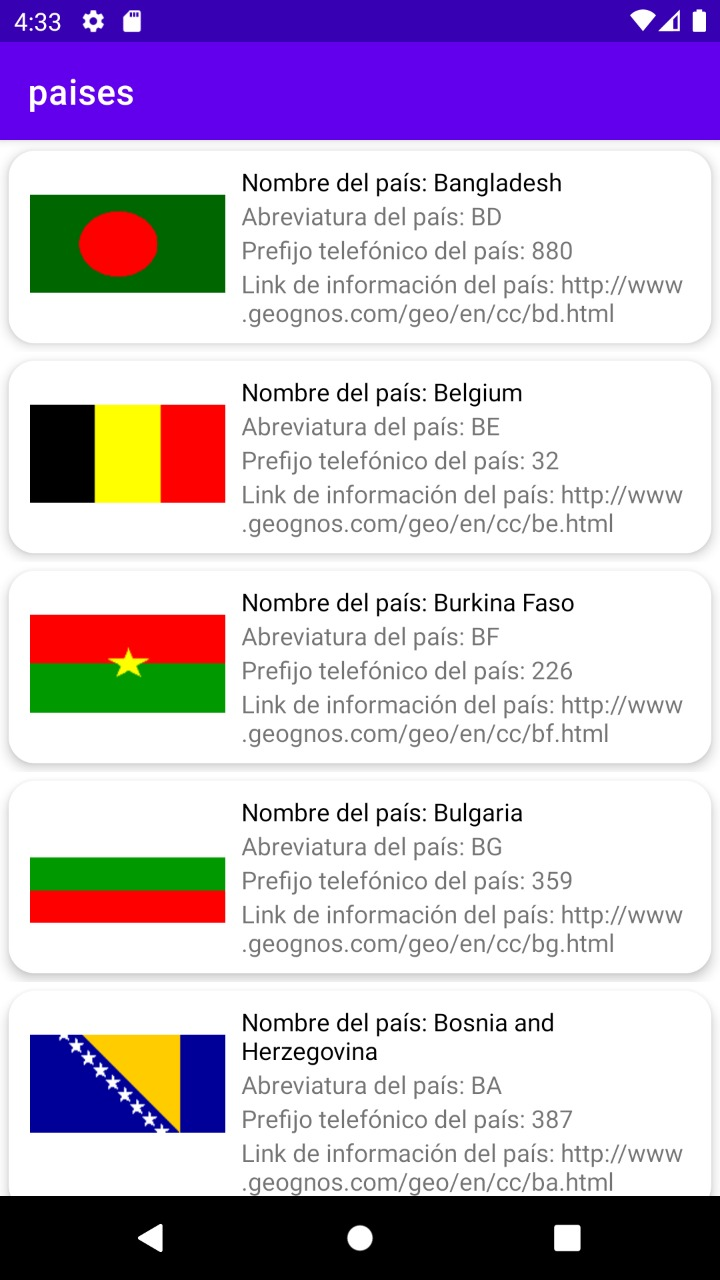 4:33
paises
Nombre del país: Bangladesh
Abreviatura del país: BD
Prefijo telefónico del país: 880
Link de información del país: http://www
.geognos.com/geo/en/cc/bd.html
Nombre del país: Belgium
Abreviatura del país: BE
Prefijo telefónico del país: 32
Link de información del país: http://www
.geognos.com/geo/en/cc/be.html
Nombre del país: Burkina Faso
Abreviatura del país: BF
Prefijo telefónico del país: 226
Link de información del país: http://www
.geognos.com/geo/en/cc/bf.html
Nombre del país: Bulgaria
Abreviatura del país: BG
Prefijo telefónico del país: 359
Link de información del país: http://www
.geognos.com/geo/en/cc/bg.html
Nombre del país: Bosnia and
Herzegovina
Abreviatura del país: BA
Prefijo telefónico del país: 387
Link de información del país: http://www
.geognos.com/geo/en/cc/ba.html